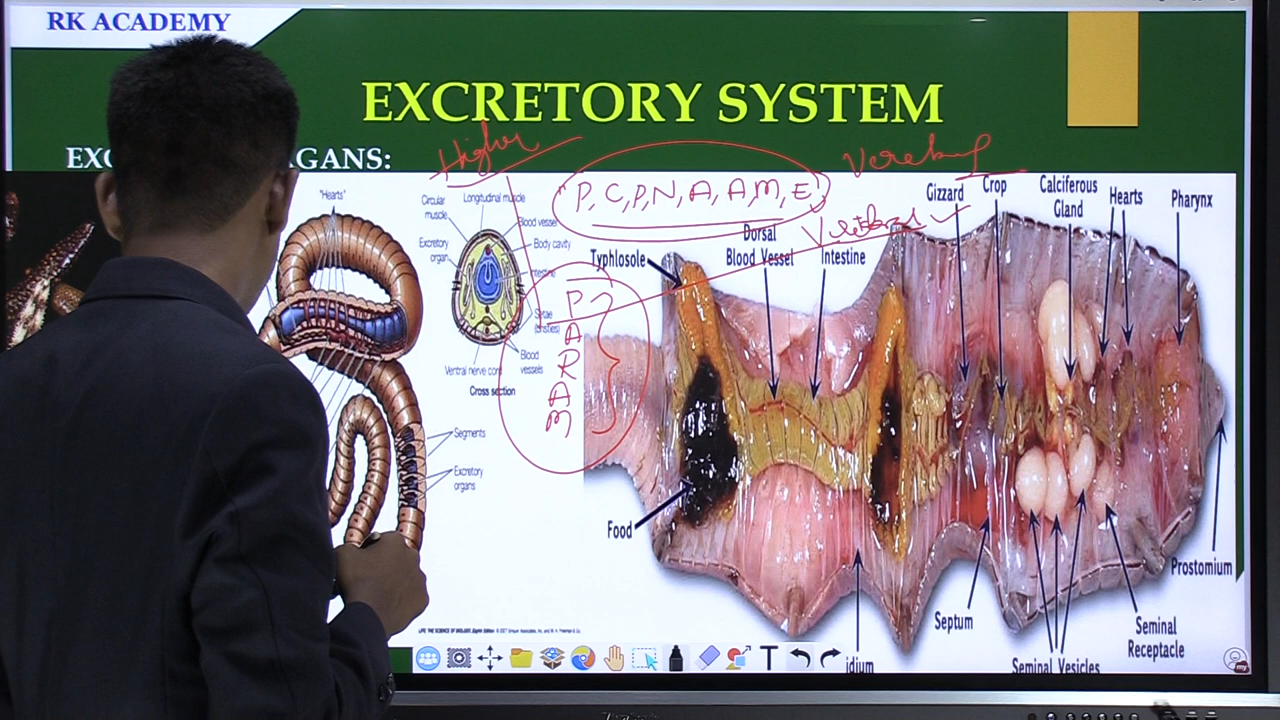 RK ACADEMY
EXCRETORY SYSTEM
EXC GANS:
Higher
P, C, P, N, A, A, M, E
"Hearts"
Circular muscle
Longitudinal muscle
Blood vessel
Excretory organ
Body cavity
Intestine
Setae (bristles)
Blood vessels
Ventral nerve cord
Cross section
Segments
Excretory organs
P
A
R
A
M
Typhlosole
Dorsal Blood Vessel
Intestine
Gizzard
Crop
Calciferous Gland
Hearts
Pharynx
Food
Septum
Prostomium
Seminal Receptacle
Seminal Vesicles
idium
T
my